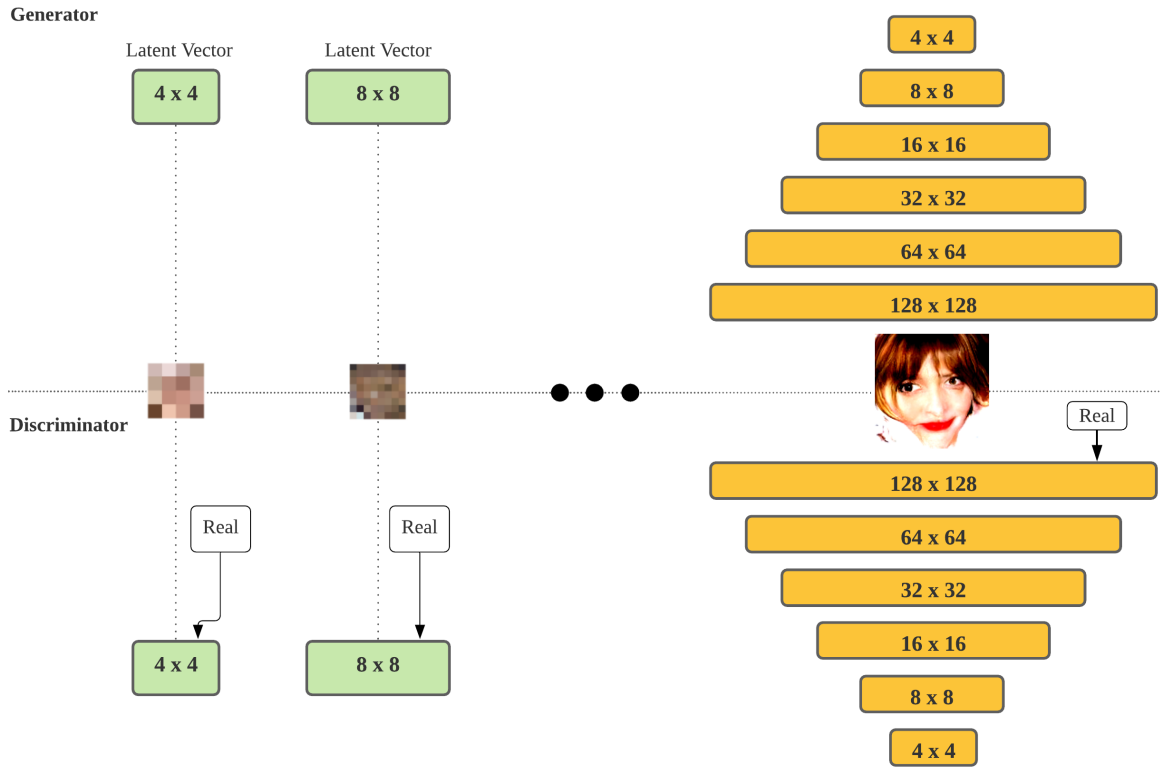 Generator
Latent Vector
Latent Vector
4 x 4
8 x 8
4 x 4
8 x 8
16 x 16
32 x 32
64 x 64
128 x 128
Discriminator
Real
Real
Real
4 x 4
8 x 8
128 x 128
64 x 64
32 x 32
16 x 16
8 x 8
4 x 4